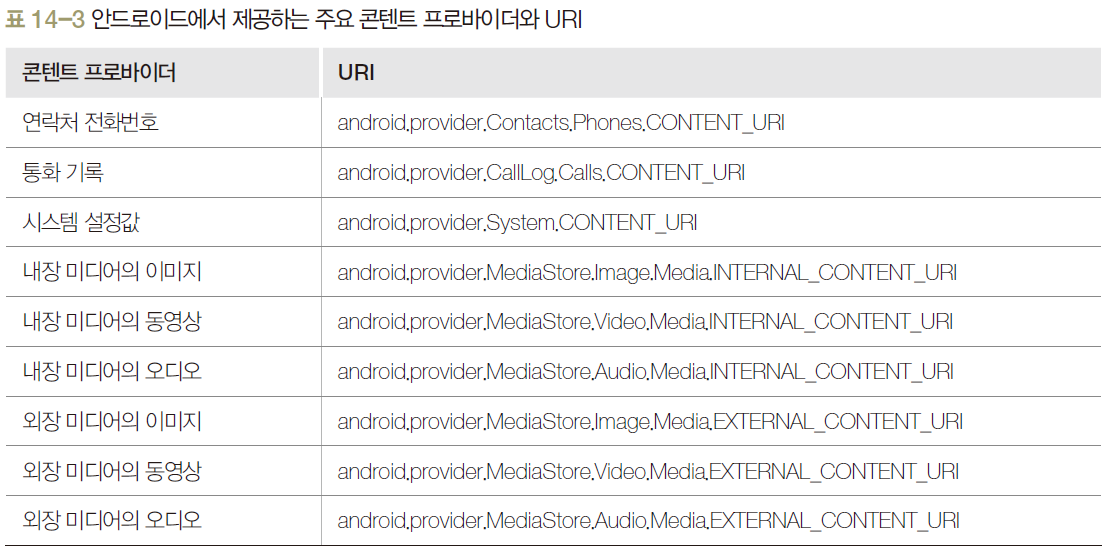 표 14-3 안드로이드에서 제공하는 주요 콘텐트 프로바이더와 URI
콘텐트 프로바이더 URI
연락처 전화번호 android.provider.Contacts.Phones.CONTENT_URI
통화 기록 android.provider.CallLog.Calls.CONTENT_URI
시스템 설정값 android.provider.System.CONTENT_URI
내장 미디어의 이미지 android.provider.MediaStore.Image.Media.INTERNAL_CONTENT_URI
내장 미디어의 동영상 android.provider.MediaStore.Video.Media.INTERNAL_CONTENT_URI
내장 미디어의 오디오 android.provider.MediaStore.Audio.Media.INTERNAL_CONTENT_URI
외장 미디어의 이미지 android.provider.MediaStore.Image.Media.EXTERNAL_CONTENT_URI
외장 미디어의 동영상 android.provider.MediaStore.Video.Media.EXTERNAL_CONTENT_URI
외장 미디어의 오디오 android.provider.MediaStore.Audio.Media.EXTERNAL_CONTENT_URI